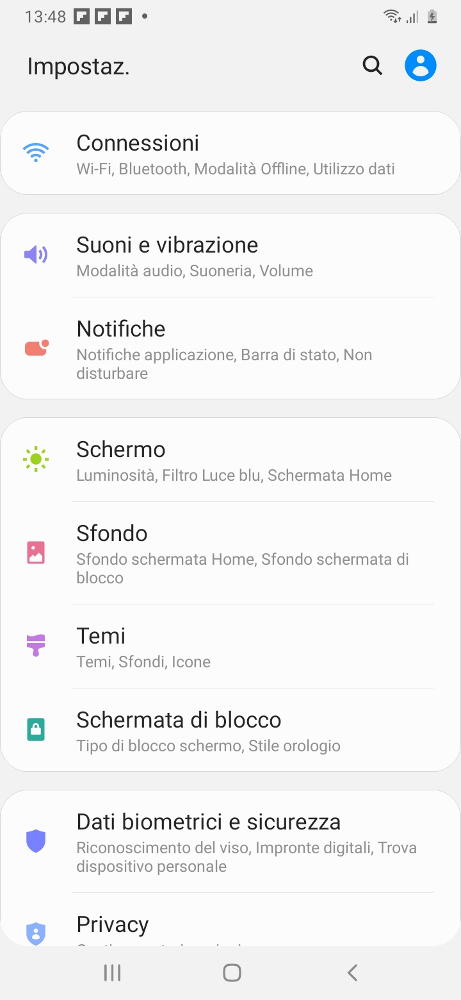 13:48
Impostaz.
Connessioni
Wi-Fi, Bluetooth, Modalità Offline, Utilizzo dati
Suoni e vibrazione
Modalità audio, Suoneria, Volume
Notifiche
Notifiche applicazione, Barra di stato, Non
disturbare
Schermo
Luminosità, Filtro Luce blu, Schermata Home
Sfondo
Sfondo schermata Home, Sfondo schermata di
blocco
Temi
Temi, Sfondi, Icone
Schermata di blocco
Tipo di blocco schermo, Stile orologio
Dati biometrici e sicurezza
Riconoscimento del viso, Impronte digitali, Trova
dispositivo personale
Privacy